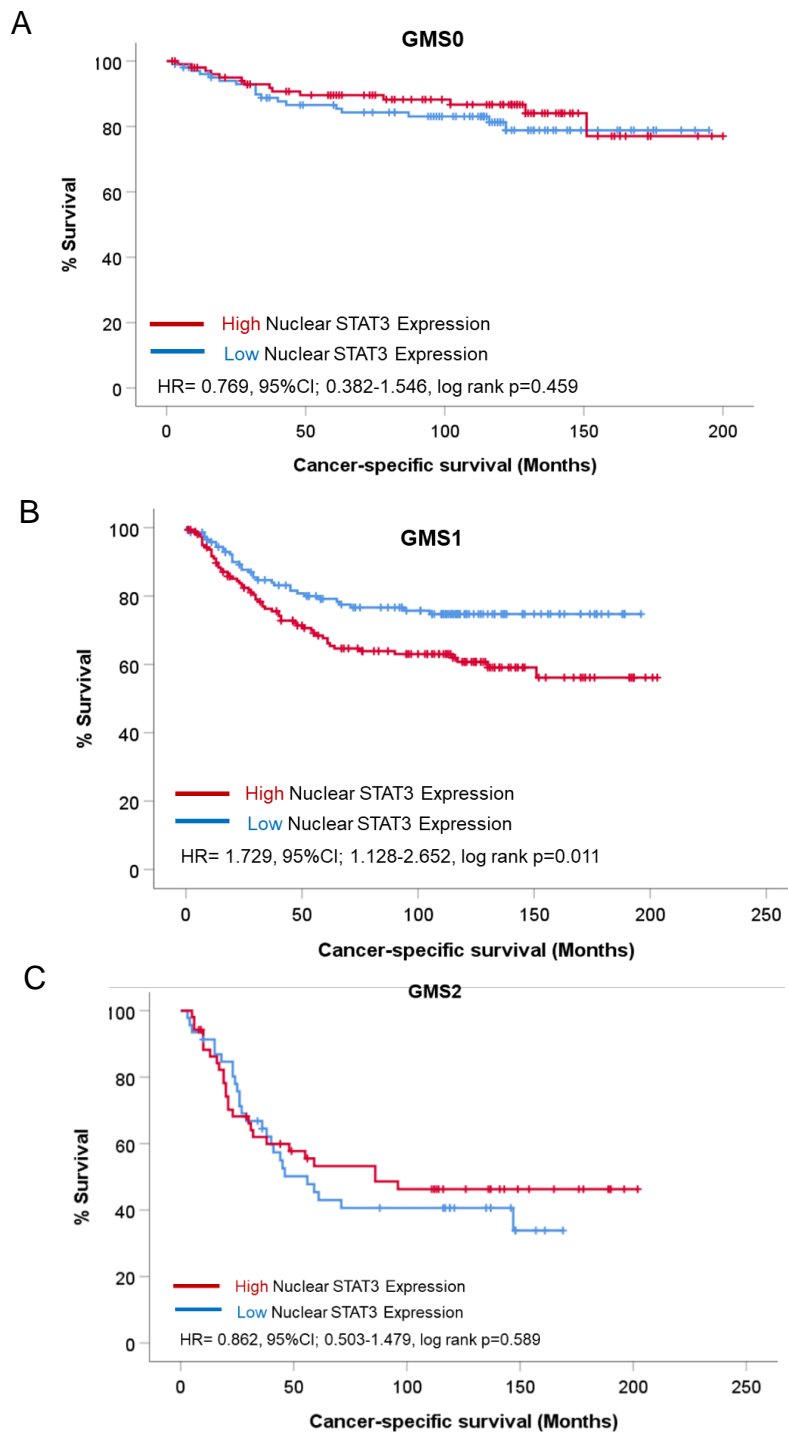 A
GMS0
100
80
60
40
20
0
% Survival
High Nuclear STAT3 Expression
Low Nuclear STAT3 Expression
HR= 0.769, 95%CI; 0.382-1.546, log rank p=0.459
0 50 100 150 200
Cancer-specific survival (Months)
B
GMS1
100
80
60
40
20
0
% Survival
High Nuclear STAT3 Expression
Low Nuclear STAT3 Expression
HR= 1.729, 95%CI; 1.128-2.652, log rank p=0.011
0 50 100 150 200 250
Cancer-specific survival (Months)
C
GMS2
100
80
60
40
20
0
% Survival
High Nuclear STAT3 Expression
Low Nuclear STAT3 Expression
HR= 0.862, 95%CI; 0.503-1.479, log rank p=0.589
0 50 100 150 200 250
Cancer-specific survival (Months)